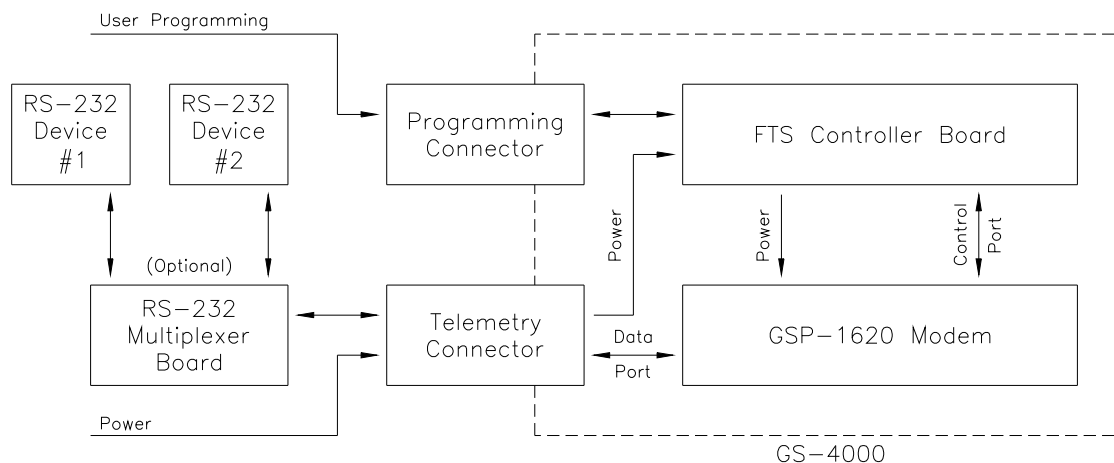 User Programming
RS-232
Device
#1
RS-232
Device
#2
Programming
Connector
FTS Controller Board
Power
Power
Control
Port
(Optional)
RS-232
Multiplexer
Board
Telemetry
Connector
Data
Port
GSP-1620 Modem
Power
GS-4000